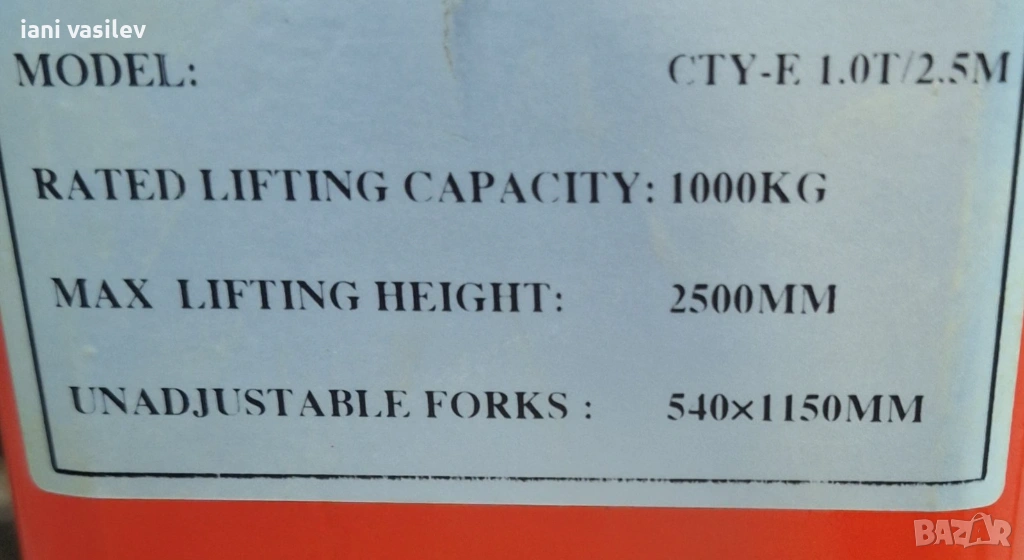 iani vasilev
MODEL: CTY-E 1.0T/2.5M
RATED LIFTING CAPACITY: 1000KG
MAX LIFTING HEIGHT: 2500MM
UNADJUSTABLE FORKS : 540×1150MM
BAZAR